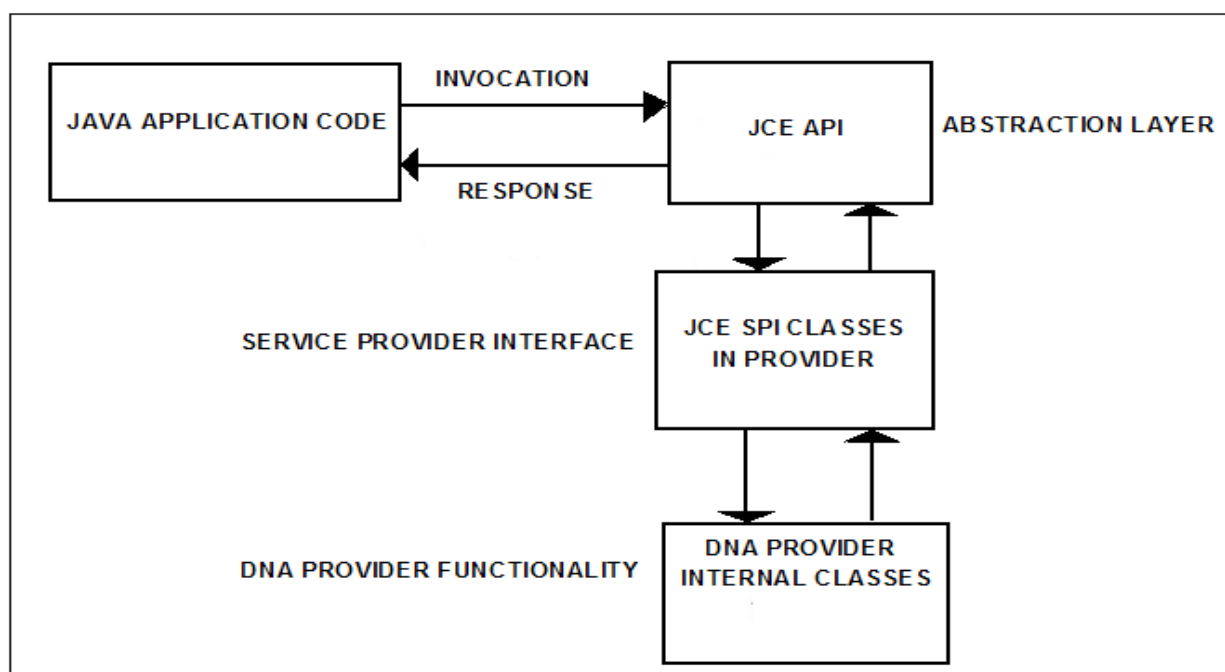 INVOCATION
JAVA APPLICATION CODE
JCE API
ABSTRACTION LAYER
RESPONSE
SERVICE PROVIDER INTERFACE
JCE SPI CLASSES
IN PROVIDER
DNA PROVIDER FUNCTIONALITY
DNA PROVIDER
INTERNAL CLASSES